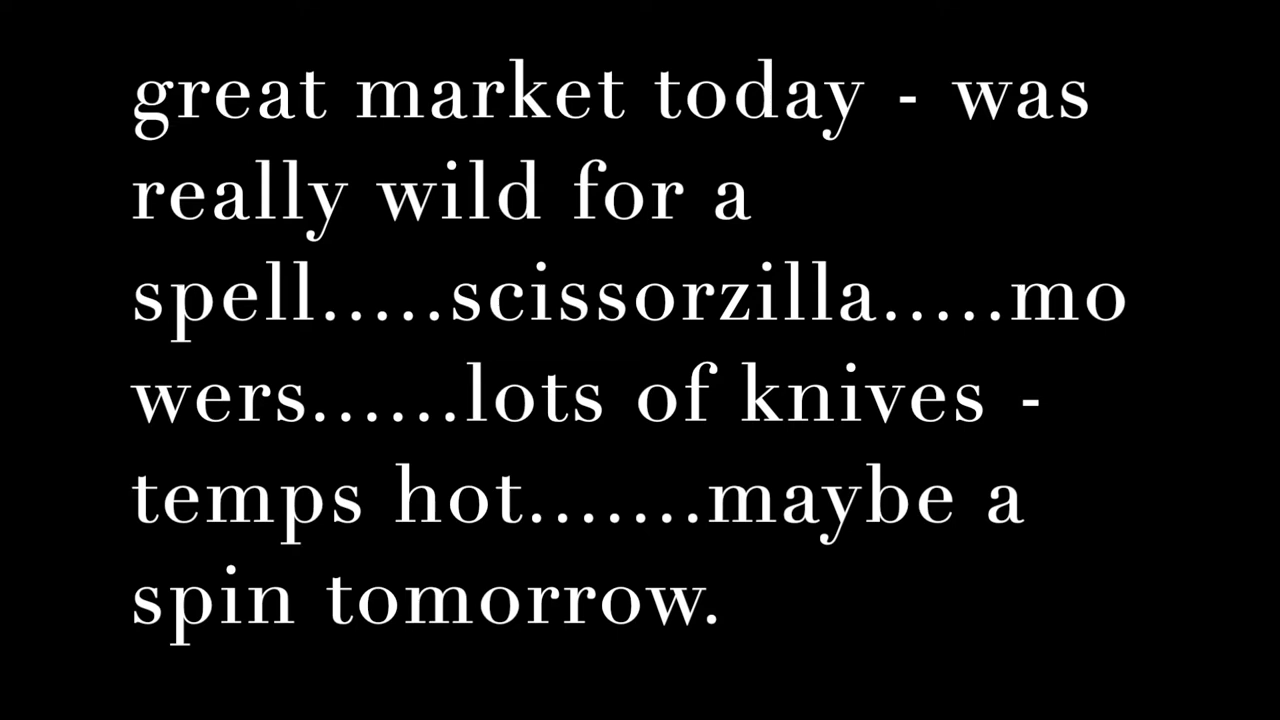 great market today - was
really wild for a
spell.....scissorzilla.....mo
wers......lots of knives -
temps hot.......maybe a
spin tomorrow.